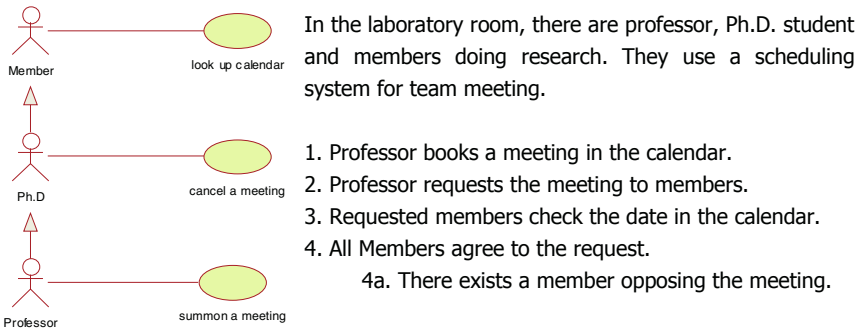 Member
look up calendar
Ph.D
cancel a meeting
Professor
summon a meeting
In the laboratory room, there are professor, Ph.D. student
and members doing research. They use a scheduling
system for team meeting.
1. Professor books a meeting in the calendar.
2. Professor requests the meeting to members.
3. Requested members check the date in the calendar.
4. All Members agree to the request.
4a. There exists a member opposing the meeting.